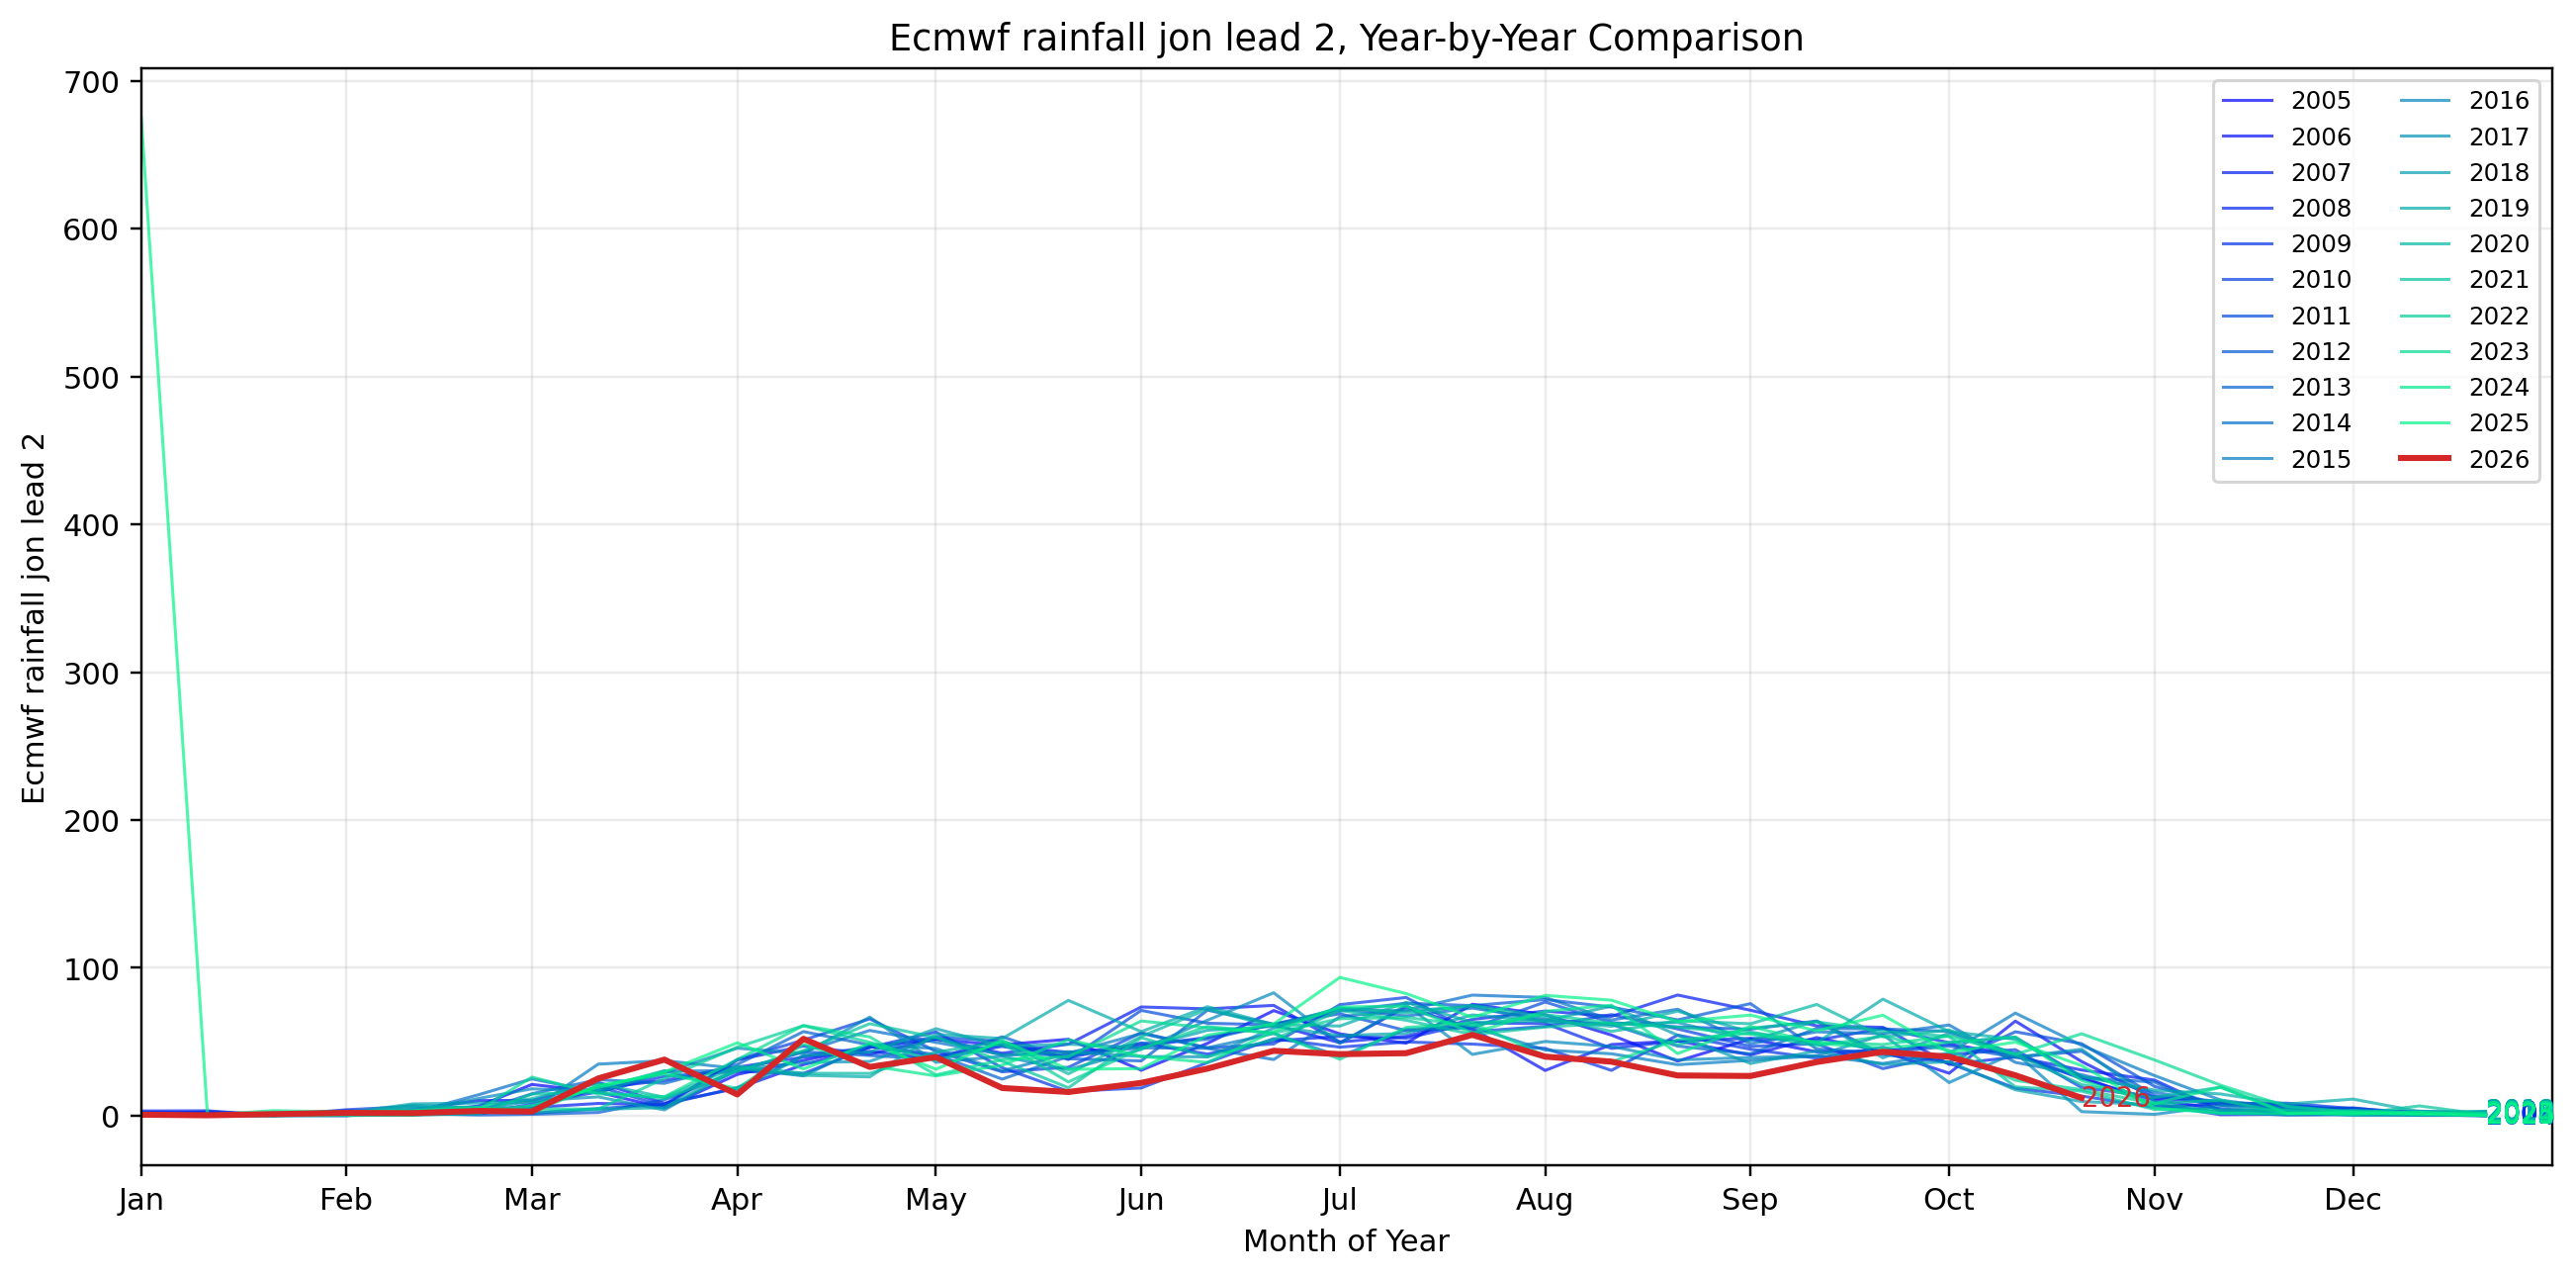 Ecmwf rainfall jon lead 2, Year-by-Year Comparison
Ecmwf rainfall jon lead 2
700
600
500
400
300
200
100
0
2005
2006
2007
2008
2009
2010
2011
2012
2013
2014
2015
2016
2017
2018
2019
2020
2021
2022
2023
2024
2025
2026
2026
Jan
Feb
Mar
Apr
May
Jun
Jul
Aug
Sep
Oct
Nov
Dec
Month of Year